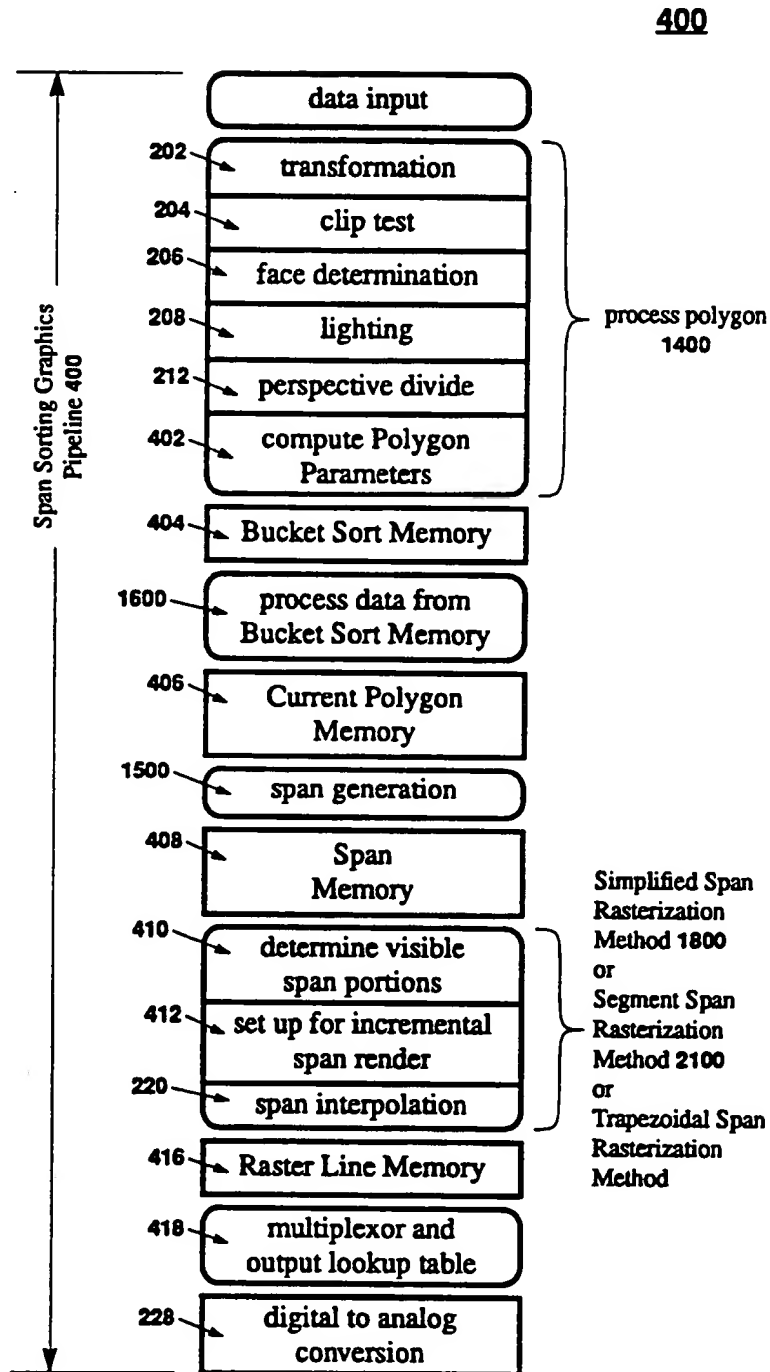 400
data input
202
transformation
204
clip test
206
face determination
208
lighting
212
perspective divide
402
compute Polygon
Parameters
process polygon
1400
404
Bucket Sort Memory
1600
process data from
Bucket Sort Memory
406
Current Polygon
Memory
1500
span generation
408
Span
Memory
410
determine visible
span portions
412
set up for incremental
span render
220
span interpolation
Simplified Span
Rasterization
Method 1800
or
Segment Span
Rasterization
Method 2100
or
Trapezoidal Span
Rasterization
Method
416
Raster Line Memory
418
multiplexor and
output lookup table
228
digital to analog
conversion
Span Sorting Graphics
Pipeline 400